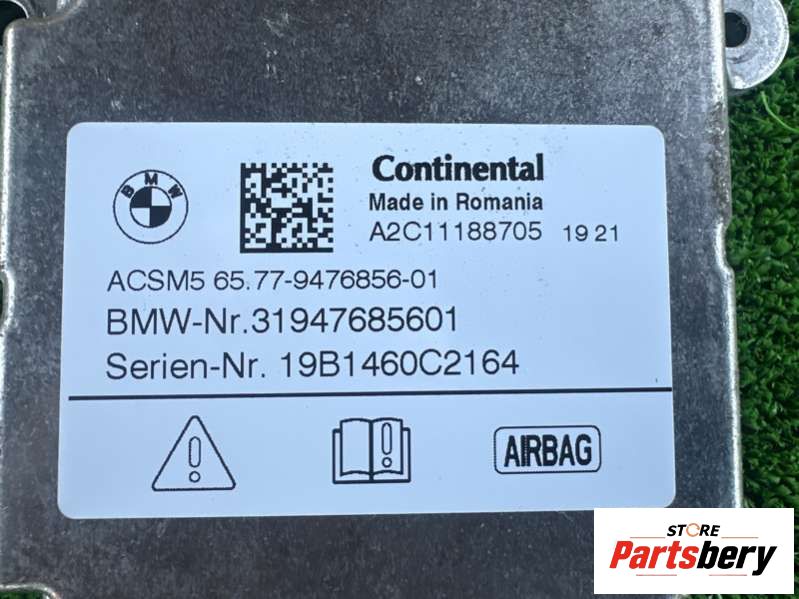 BMW
Continental
Made in Romania
A2C11188705 19 21
ACSM5 65.77-9476856-01
BMW-Nr.31947685601
Serien-Nr. 19B1460C2164
AIRBAG
STORE
Partsbery